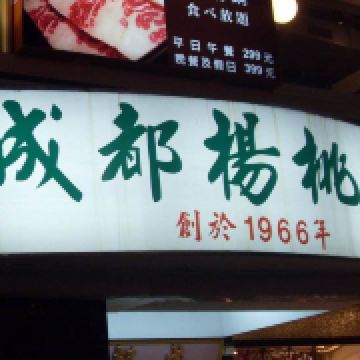 食べ放題
平日午餐 299元
晚餐及假日 399元
成都楊桃
創於1966年